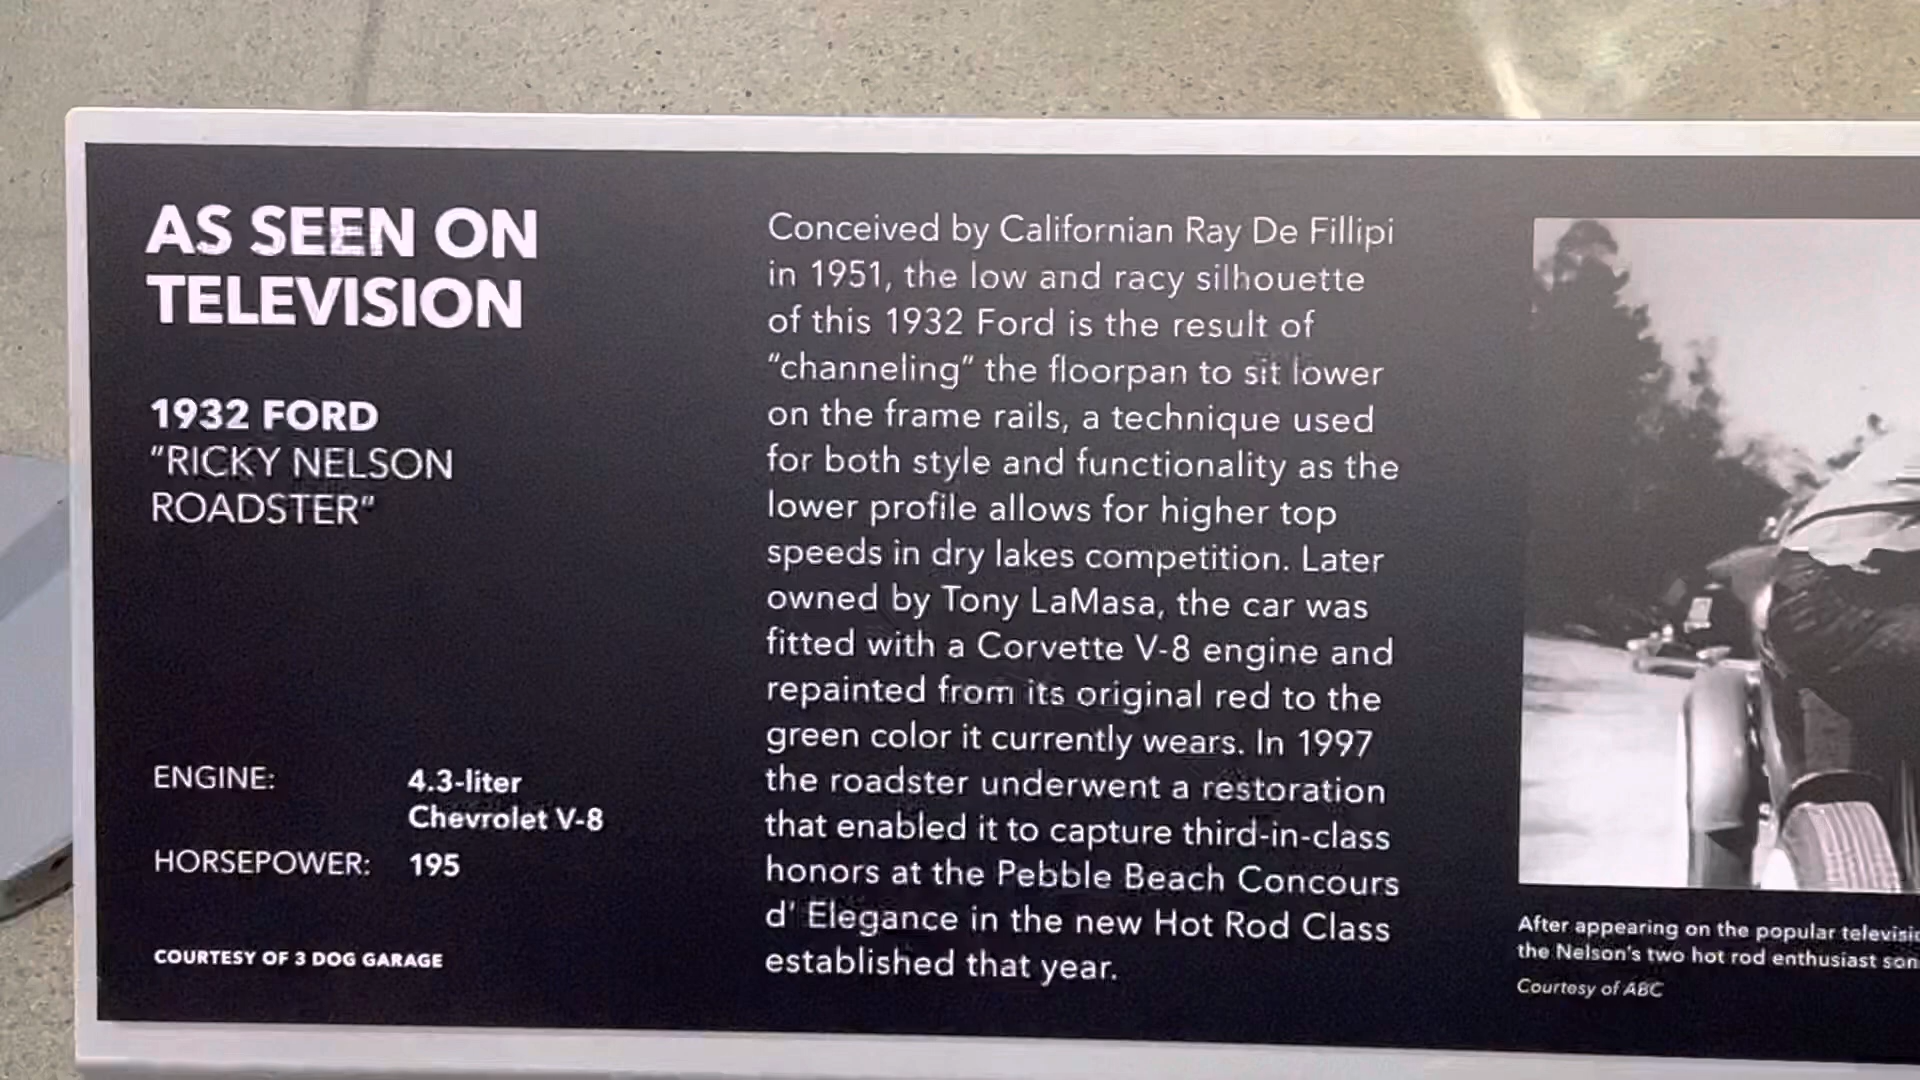 AS SEEN ON
TELEVISION
1932 FORD
"RICKY NELSON
ROADSTER"
ENGINE: 4.3-liter
Chevrolet V-8
HORSEPOWER: 195
COURTESY OF 3 DOG GARAGE
Conceived by Californian Ray De Fillipi
in 1951, the low and racy silhouette
of this 1932 Ford is the result of
"channeling" the floorpan to sit lower
on the frame rails, a technique used
for both style and functionality as the
lower profile allows for higher top
speeds in dry lakes competition. Later
owned by Tony LaMasa, the car was
fitted with a Corvette V-8 engine and
repainted from its original red to the
green color it currently wears. In 1997
the roadster underwent a restoration
that enabled it to capture third-in-class
honors at the Pebble Beach Concours
d' Elegance in the new Hot Rod Class
established that year.
After appearing on the popular
the Nelson's two hot rod enthusiast
Courtesy of ABC